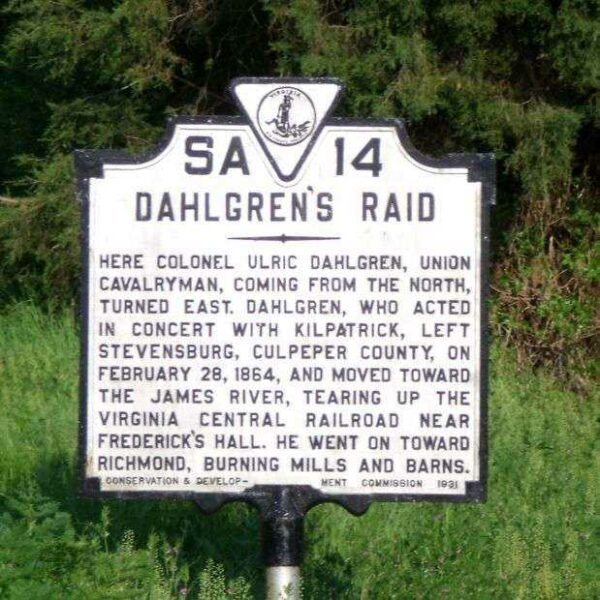 VIRGINIA
SA 14
DAHLGREN'S RAID
HERE COLONEL ULRIC DAHLGREN, UNION
CAVALRYMAN, COMING FROM THE NORTH,
TURNED EAST. DAHLGREN, WHO ACTED
IN CONCERT WITH KILPATRICK, LEFT
STEVENSBURG, CULPEPER COUNTY, ON
FEBRUARY 28, 1864, AND MOVED TOWARD
THE JAMES RIVER, TEARING UP THE
VIRGINIA CENTRAL RAILROAD NEAR
FREDERICK'S HALL. HE WENT ON TOWARD
RICHMOND, BURNING MILLS AND BARNS.
CONSERVATION & DEVELOP- MENT COMMISSION 1931